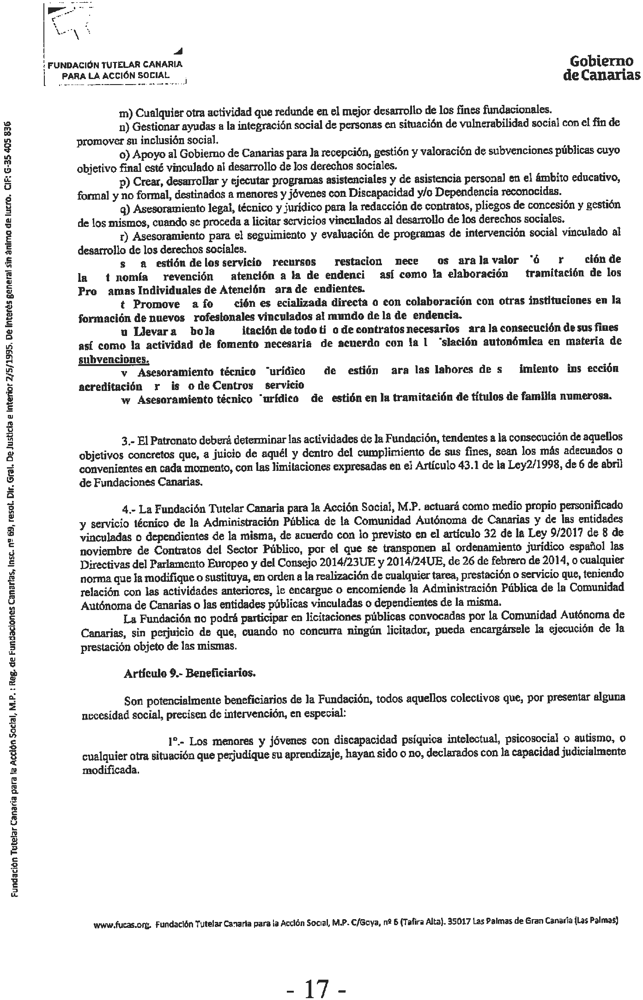 FUNDACIÓN TUTELAR CANARIA
PARA LA ACCIÓN SOCIAL
Gobierno
de Canarias
m) Cualquier otra actividad que redunde en el mejor desarrollo de los fines fundacionales.
n) Gestionar ayudas a la integración social de personas en situación de vulnerabilidad social con el fin de
promover su inclusión social.
o) Apoyo al Gobierno de Canarias para la recepción, gestión y valoración de subvenciones públicas cuyo
objetivo final esté vinculado al desarrollo de los derechos sociales.
p) Crear, desarrollar y ejecutar programas asistenciales y de asistencia personal en el ámbito educativo,
formal y no formal, destinados a menores y jóvenes con Discapacidad y/o Dependencia reconocidas.
q) Asesoramiento legal, técnico y jurídico para la redacción de contratos, pliegos de concesión y gestión
de los mismos, cuando se proceda a licitar servicios vinculados al desarrollo de los derechos sociales.
r) Asesoramiento para el seguimiento y evaluación de programas de intervención social vinculado al
desarrollo de los derechos sociales.
s a estión de los servicio recursos restacion nece os ara la valor ó r ción de
la t nomía revención atención a la de endenci así como la elaboración tramitación de los
Pro amas Individuales de Atención ara de endientes.
t Promove a fo ción es ecializada directa o con colaboración con otras instituciones en la
formación de nuevos rofesionales vinculados al mundo de la de endencia.
u Llevar a bo la itación de todo ti o de contratos necesarios ara la consecución de sus fines
así como la actividad de fomento necesaria de acuerdo con la l slación autonómica en materia de
subvenciones.
v Asesoramiento técnico urídico de estión ara las labores de s imiento ins ección
acreditación r is o de Centros servicio
w Asesoramiento técnico urídico de estión en la tramitación de títulos de familia numerosa.
3.- El Patronato deberá determinar las actividades de la Fundación, tendentes a la consecución de aquellos
objetivos concretos que, a juicio de aquél y dentro del cumplimiento de sus fines, sean los más adecuados o
convenientes en cada momento, con las limitaciones expresadas en el Artículo 43.1 de la Ley2/1998, de 6 de abril
de Fundaciones Canarias.
4.- La Fundación Tutelar Canaria para la Acción Social, M.P. actuará como medio propio personificado
y servicio técnico de la Administración Pública de la Comunidad Autónoma de Canarias y de las entidades
vinculadas o dependientes de la misma, de acuerdo con lo previsto en el artículo 32 de la Ley 9/2017 de 8 de
noviembre de Contratos del Sector Público, por el que se transponen al ordenamiento jurídico español las
Directivas del Parlamento Europeo y del Consejo 2014/23UE y 2014/24UE, de 26 de febrero de 2014, o cualquier
norma que la modifique o sustituya, en orden a la realización de cualquier tarea, prestación o servicio que, teniendo
relación con las actividades anteriores, le encargue o encomiende la Administración Pública de la Comunidad
Autónoma de Canarias o las entidades públicas vinculadas o dependientes de la misma.
La Fundación no podrá participar en licitaciones públicas convocadas por la Comunidad Autónoma de
Canarias, sin perjuicio de que, cuando no concurra ningún licitador, pueda encargársele la ejecución de la
prestación objeto de las mismas.
Artículo 9.- Beneficiarios.
Son potencialmente beneficiarios de la Fundación, todos aquellos colectivos que, por presentar alguna
necesidad social, precisen de intervención, en especial:
1º.- Los menores y jóvenes con discapacidad psíquica intelectual, psicosocial o autismo, o
cualquier otra situación que perjudique su aprendizaje, hayan sido o no, declarados con la capacidad judicialmente
modificada.
Fundación Tutelar Canaria para la Acción Social, M.P. : Reg. de Fundaciones Canarias, Insc. nº 69, resol. Dir. Gral. De Justicia e Interior 2/5/1995. De Interés general sin ánimo de lucro. CIF: G-35 405 836
www.fucas.org. Fundación Tutelar Canaria para la Acción Social, M.P. C/Goya, nº 6 (Tafira Alta). 35017 Las Palmas de Gran Canaria (Las Palmas)
- 17 -